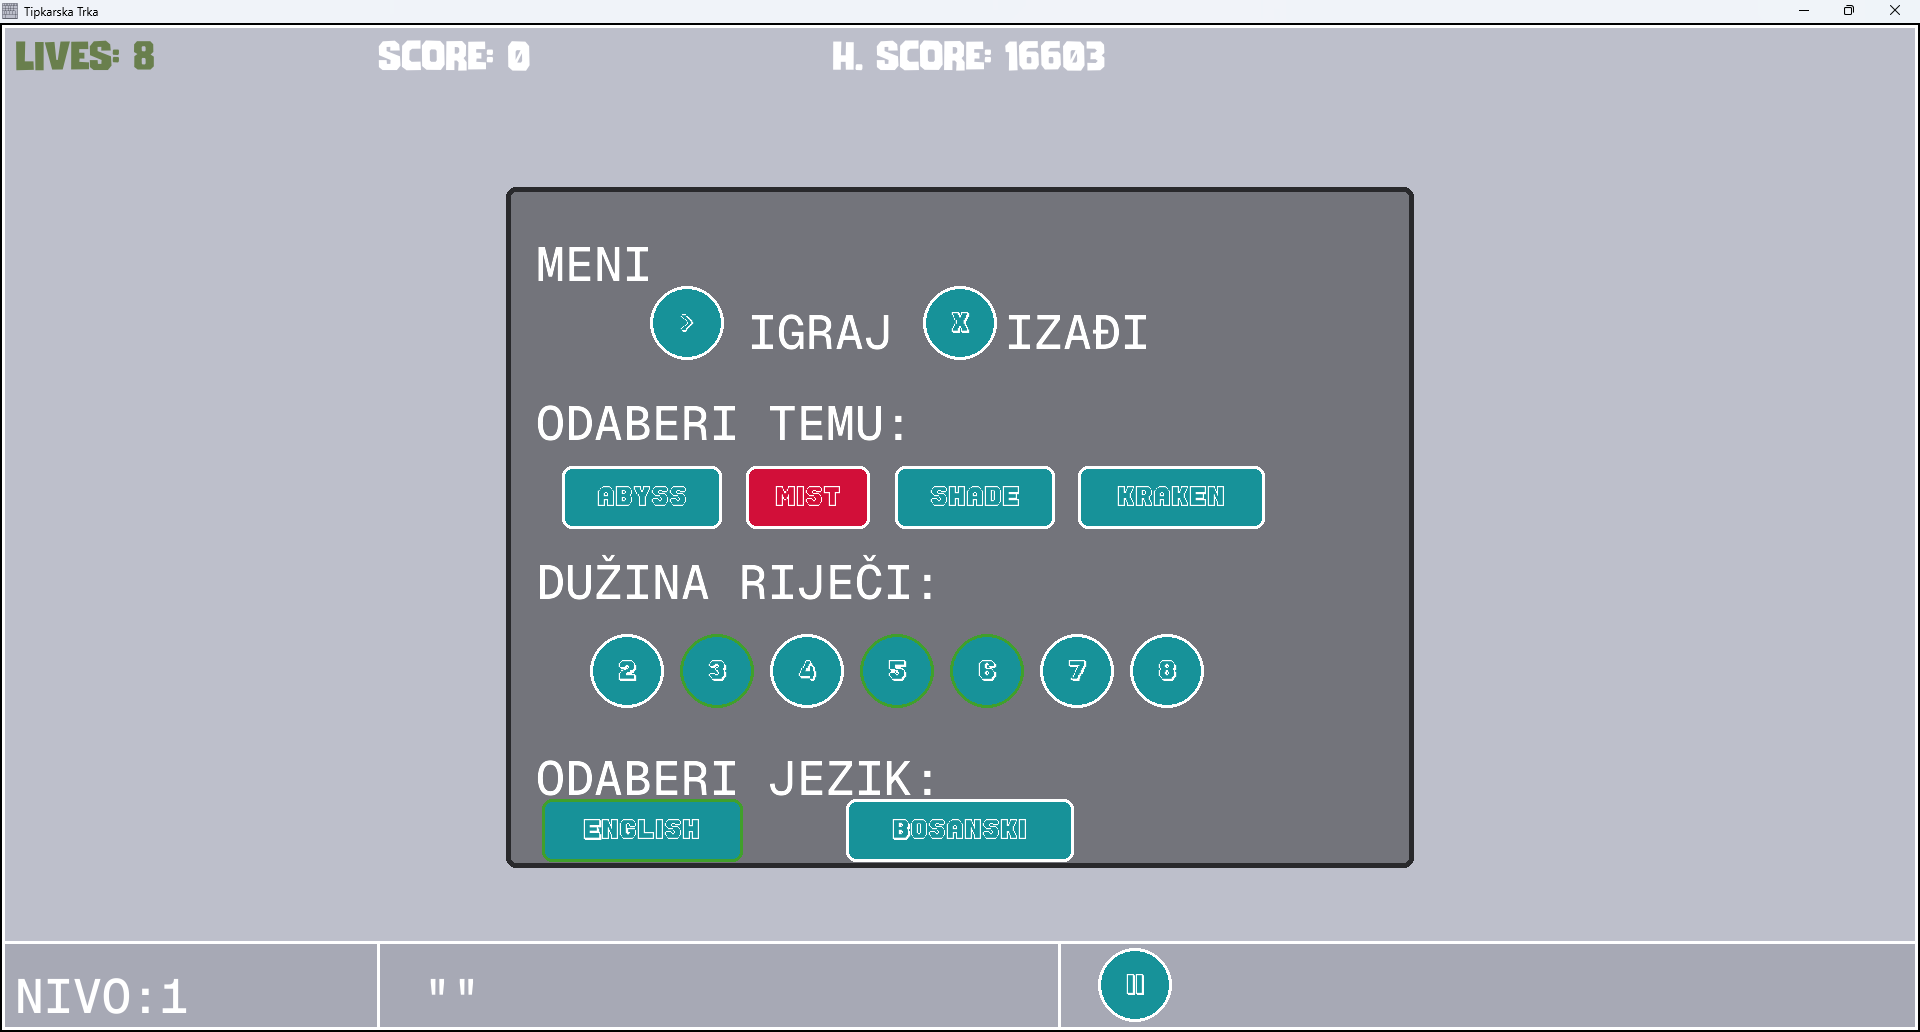 Tipkarska Trka
LIVES: 8 SCORE: 0 H. SCORE: 16603
MENI
> IGRAJ X IZAĐI
ODABERI TEMU:
ABYSS MIST SHADE KRAKEN
DUŽINA RIJEČI:
2 3 4 5 6 7 8
ODABERI JEZIK:
ENGLISH BOSANSKI
NIVO:1 ""